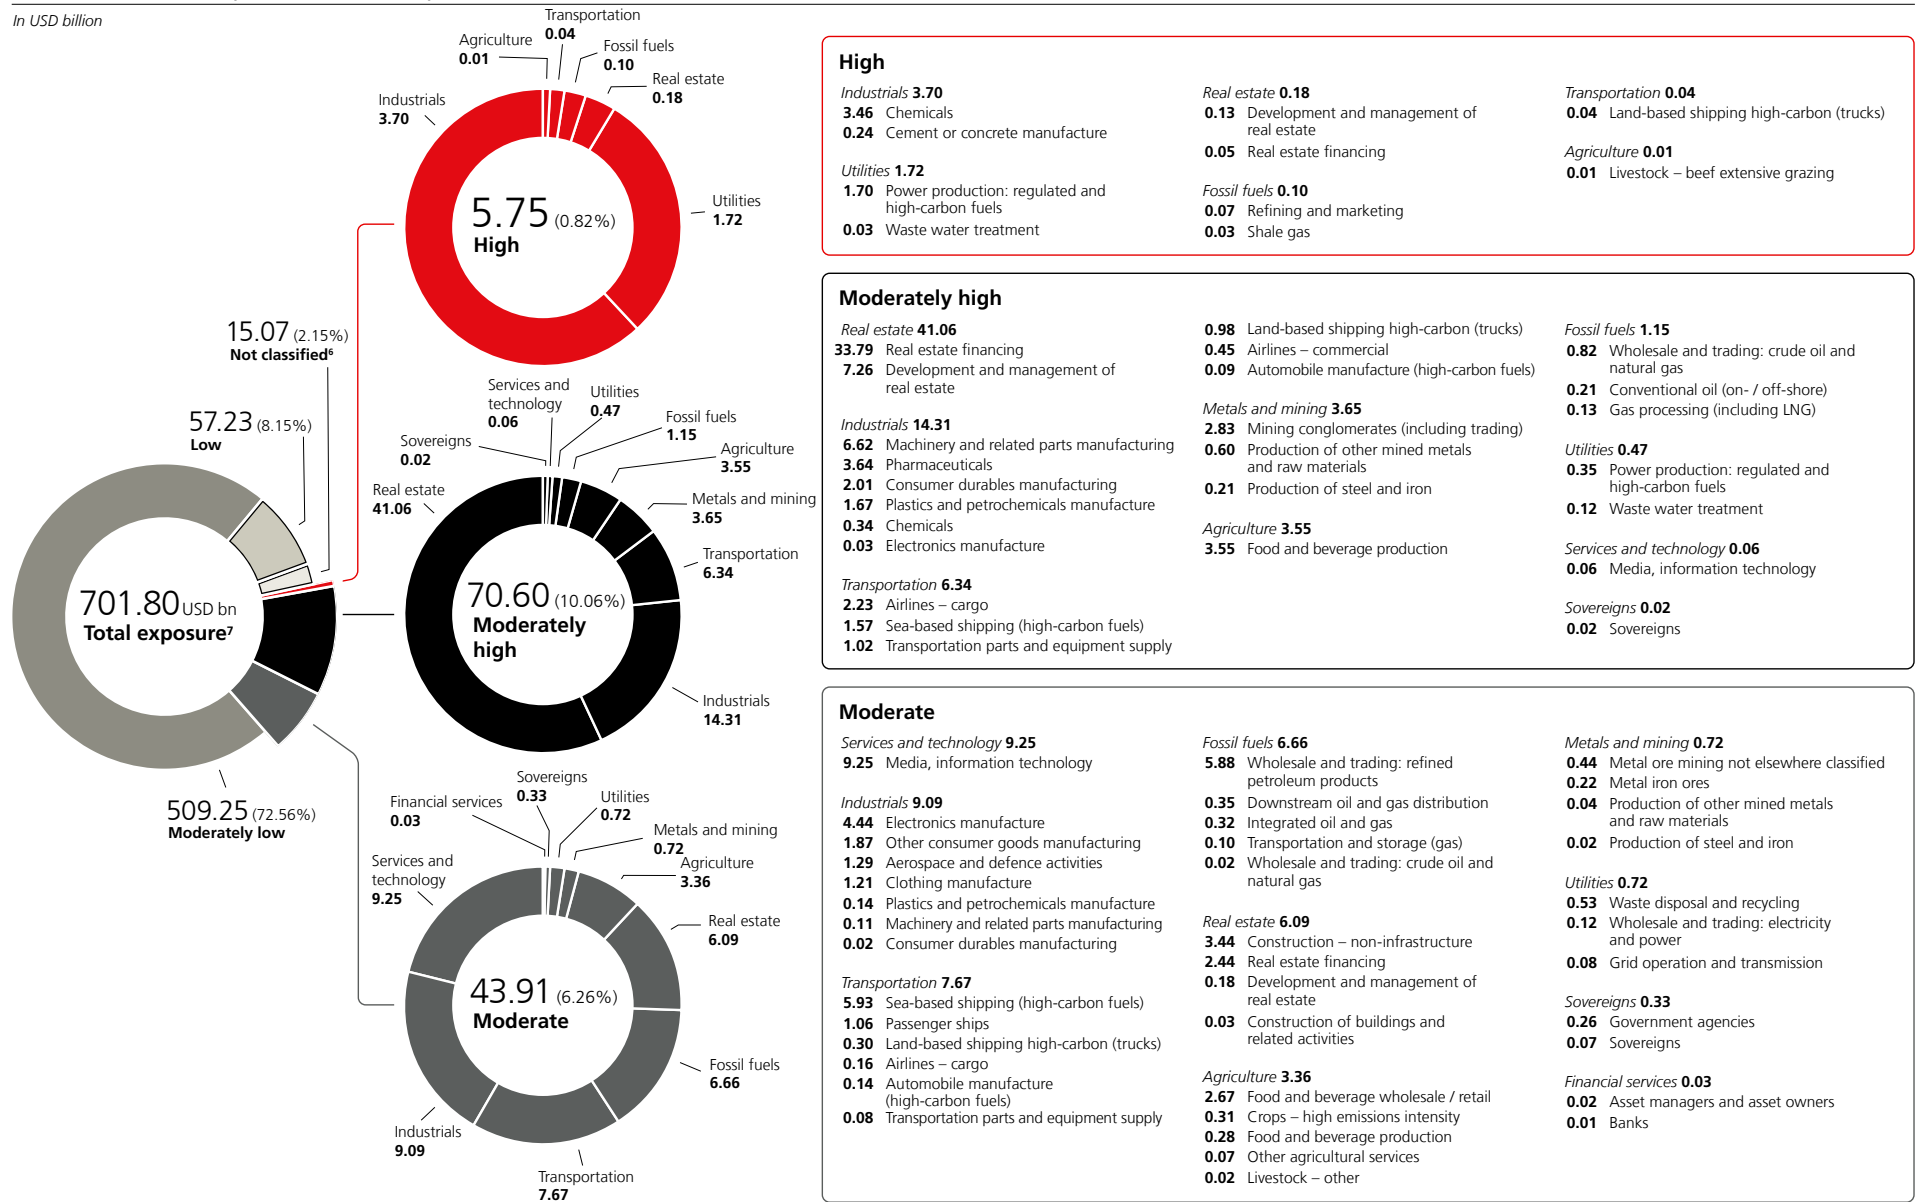 In USD billion
Transportation
0.04
Agriculture
0.01
Fossil fuels
0.10
Real estate
0.18
Industrials
3.70
Utilities
1.72
5.75 (0.82%)
High
15.07 (2.15%)
Not classified⁶
57.23 (8.15%)
Low
701.80 USD bn
Total exposure⁷
509.25 (72.56%)
Moderately low
Services and
technology
0.06
Utilities
0.47
Fossil fuels
1.15
Sovereigns
0.02
Agriculture
3.55
Real estate
41.06
Metals and mining
3.65
Transportation
6.34
70.60 (10.06%)
Moderately
high
Industrials
14.31
Sovereigns
0.33
Financial services
0.03
Utilities
0.72
Metals and mining
0.72
Agriculture
3.36
Services and
technology
9.25
Real estate
6.09
43.91 (6.26%)
Moderate
Fossil fuels
6.66
Industrials
9.09
Transportation
7.67
High
Industrials 3.70
3.46 Chemicals
0.24 Cement or concrete manufacture
Utilities 1.72
1.70 Power production: regulated and
high-carbon fuels
0.03 Waste water treatment
Real estate 0.18
0.13 Development and management of
real estate
0.05 Real estate financing
Fossil fuels 0.10
0.07 Refining and marketing
0.03 Shale gas
Transportation 0.04
0.04 Land-based shipping high-carbon (trucks)
Agriculture 0.01
0.01 Livestock – beef extensive grazing
Moderately high
Real estate 41.06
33.79 Real estate financing
7.26 Development and management of
real estate
Industrials 14.31
6.62 Machinery and related parts manufacturing
3.64 Pharmaceuticals
2.01 Consumer durables manufacturing
1.67 Plastics and petrochemicals manufacture
0.34 Chemicals
0.03 Electronics manufacture
Transportation 6.34
2.23 Airlines – cargo
1.57 Sea-based shipping (high-carbon fuels)
1.02 Transportation parts and equipment supply
0.98 Land-based shipping high-carbon (trucks)
0.45 Airlines – commercial
0.09 Automobile manufacture (high-carbon fuels)
Metals and mining 3.65
2.83 Mining conglomerates (including trading)
0.60 Production of other mined metals
and raw materials
0.21 Production of steel and iron
Agriculture 3.55
3.55 Food and beverage production
Fossil fuels 1.15
0.82 Wholesale and trading: crude oil and
natural gas
0.21 Conventional oil (on- / off-shore)
0.13 Gas processing (including LNG)
Utilities 0.47
0.35 Power production: regulated and
high-carbon fuels
0.12 Waste water treatment
Services and technology 0.06
0.06 Media, information technology
Sovereigns 0.02
0.02 Sovereigns
Moderate
Services and technology 9.25
9.25 Media, information technology
Industrials 9.09
4.44 Electronics manufacture
1.87 Other consumer goods manufacturing
1.29 Aerospace and defence activities
1.21 Clothing manufacture
0.14 Plastics and petrochemicals manufacture
0.11 Machinery and related parts manufacturing
0.02 Consumer durables manufacturing
Transportation 7.67
5.93 Sea-based shipping (high-carbon fuels)
1.06 Passenger ships
0.30 Land-based shipping high-carbon (trucks)
0.16 Airlines – cargo
0.14 Automobile manufacture
(high-carbon fuels)
0.08 Transportation parts and equipment supply
Fossil fuels 6.66
5.88 Wholesale and trading: refined
petroleum products
0.35 Downstream oil and gas distribution
0.32 Integrated oil and gas
0.10 Transportation and storage (gas)
0.02 Wholesale and trading: crude oil and
natural gas
Real estate 6.09
3.44 Construction – non-infrastructure
2.44 Real estate financing
0.18 Development and management of
real estate
0.03 Construction of buildings and
related activities
Agriculture 3.36
2.67 Food and beverage wholesale / retail
0.31 Crops – high emissions intensity
0.28 Food and beverage production
0.07 Other agricultural services
0.02 Livestock – other
Metals and mining 0.72
0.44 Metal ore mining not elsewhere classified
0.22 Metal iron ores
0.04 Production of other mined metals
and raw materials
0.02 Production of steel and iron
Utilities 0.72
0.53 Waste disposal and recycling
0.12 Wholesale and trading: electricity
and power
0.08 Grid operation and transmission
Sovereigns 0.33
0.26 Government agencies
0.07 Sovereigns
Financial services 0.03
0.02 Asset managers and asset owners
0.01 Banks